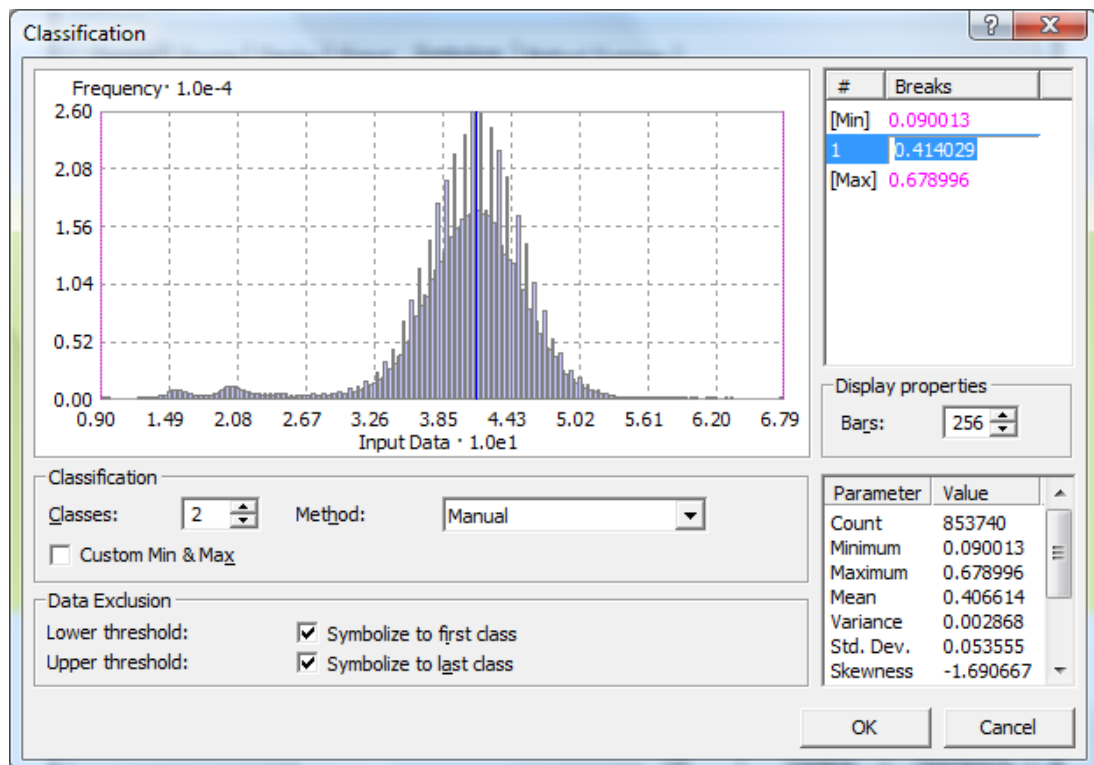 Classification
Frequency · 1.0e-4
2.60
2.08
1.56
1.04
0.52
0.00
0.90 1.49 2.08 2.67 3.26 3.85 4.43 5.02 5.61 6.20 6.79
Input Data · 1.0e1
# Breaks
[Min] 0.090013
1 0.414029
[Max] 0.678996
Display properties
Bars: 256
Classification
Classes: 2 Method: Manual
Custom Min & Max
Data Exclusion
Lower threshold: Symbolize to first class
Upper threshold: Symbolize to last class
Parameter Value
Count 853740
Minimum 0.090013
Maximum 0.678996
Mean 0.406614
Variance 0.002868
Std. Dev. 0.053555
Skewness -1.690667
OK Cancel